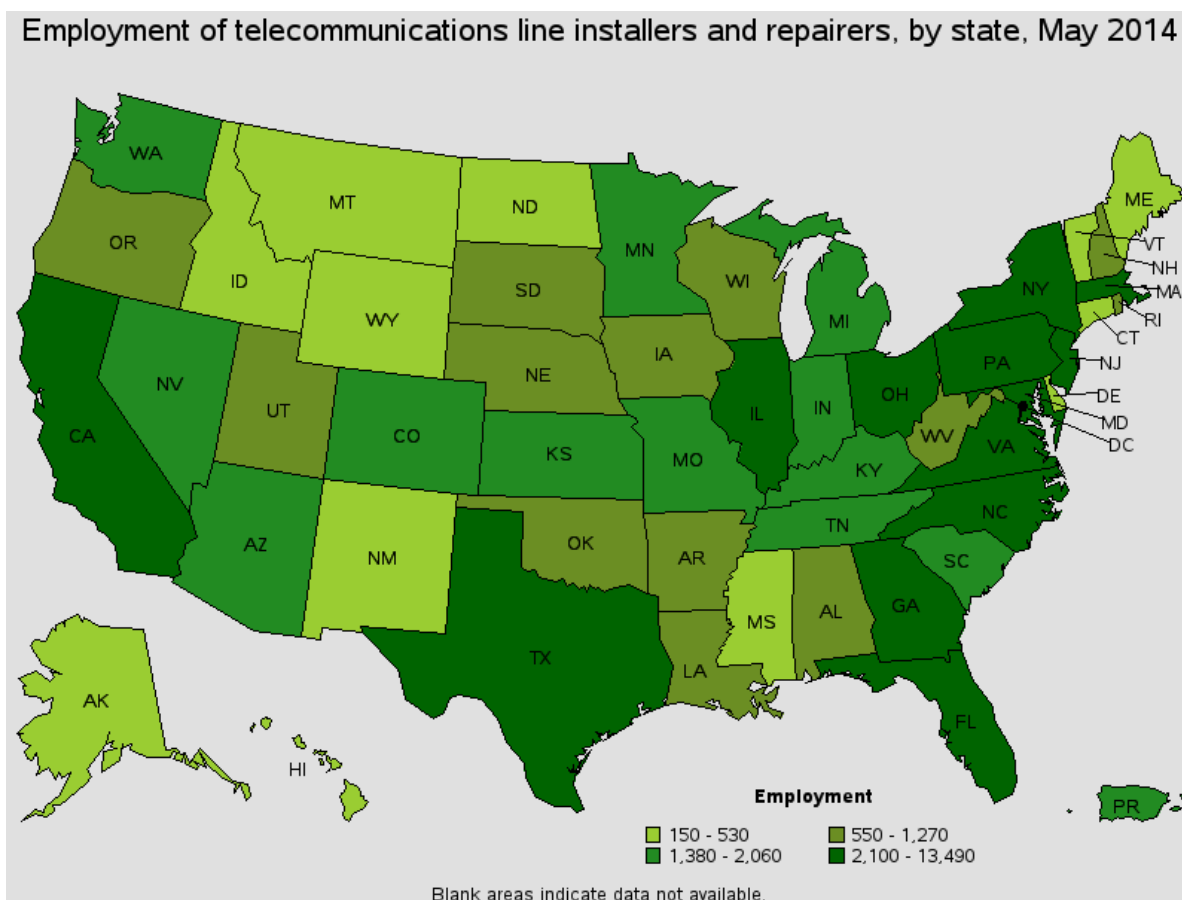 Employment of telecommunications line installers and repairers, by state, May 2014
WA
MT
ND
MN
ME
VT
NH
MA
RI
CT
OR
ID
SD
WI
NY
WY
MI
IA
NE
PA
NJ
NV
UT
CO
IL
IN
OH
DE
MD
DC
CA
KS
MO
WV
VA
KY
AZ
NM
OK
TN
NC
AR
SC
MS
AL
GA
TX
LA
AK
FL
HI
PR
Employment
150 - 530
550 - 1,270
1,380 - 2,060
2,100 - 13,490
Blank areas indicate data not available.